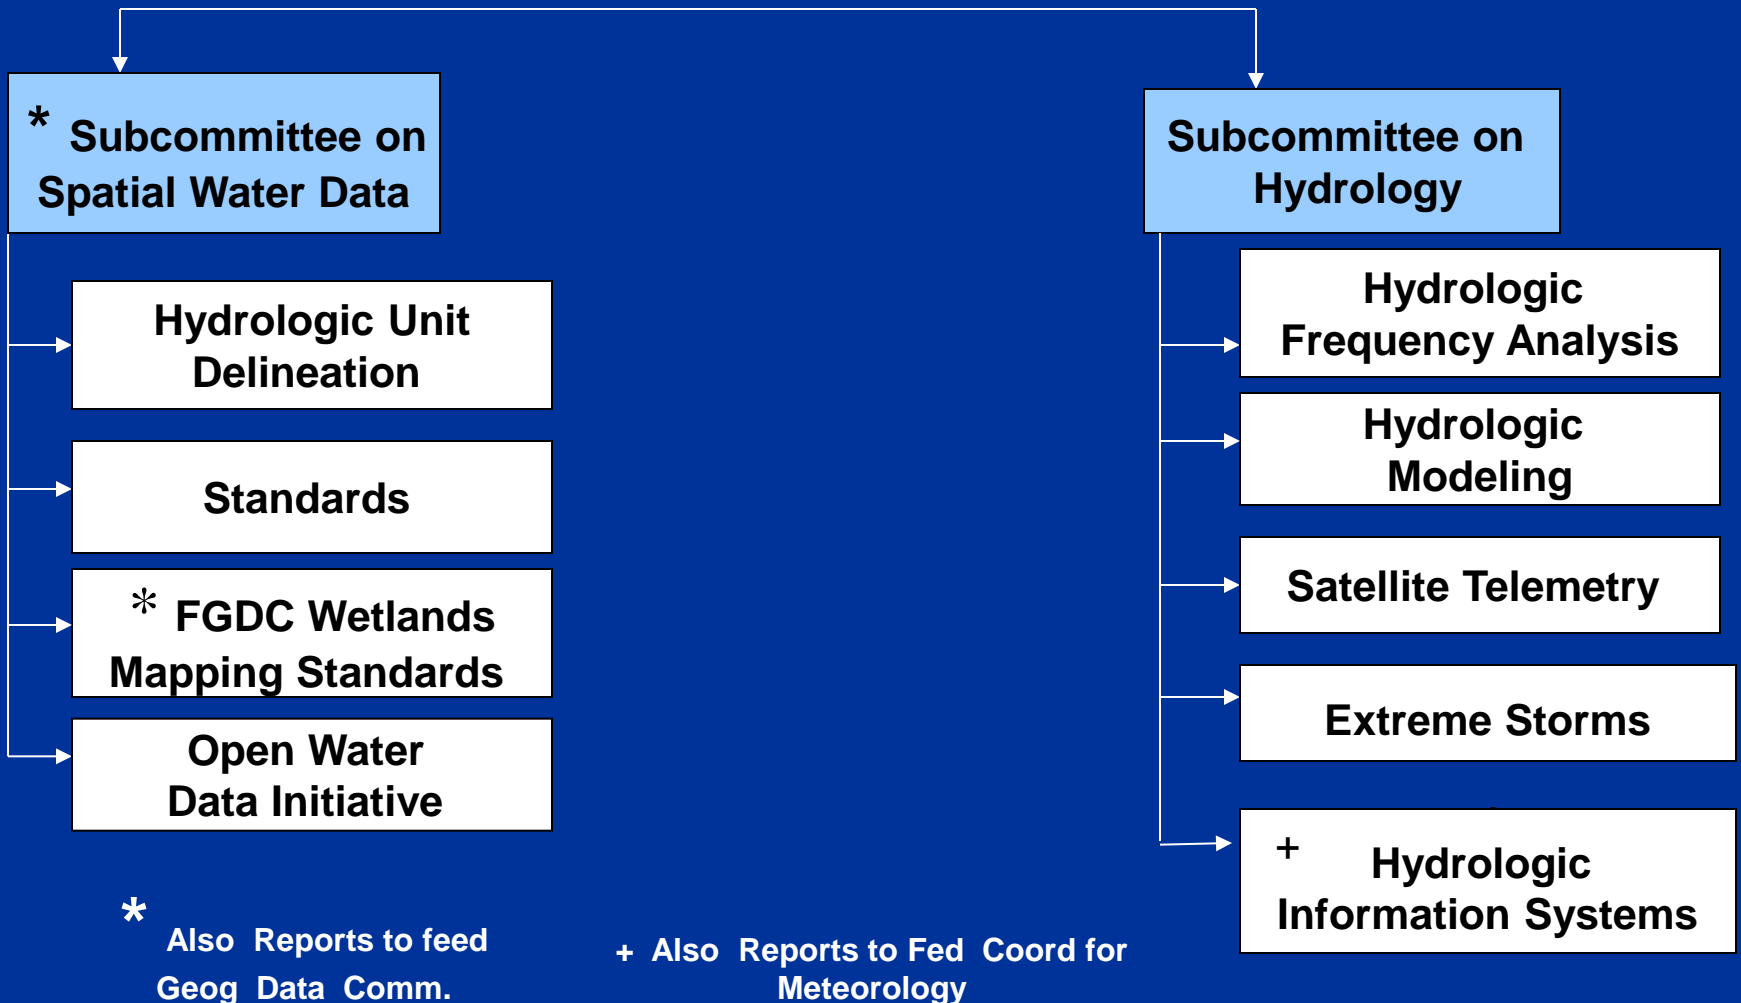 * Subcommittee on
Spatial Water Data
Hydrologic Unit
Delineation
Standards
* FGDC Wetlands
Mapping Standards
Open Water
Data Initiative
Subcommittee on
Hydrology
Hydrologic
Frequency Analysis
Hydrologic
Modeling
Satellite Telemetry
Extreme Storms
+ Hydrologic
Information Systems
* Also Reports to feed
Geog Data Comm.
+ Also Reports to Fed Coord for
Meteorology